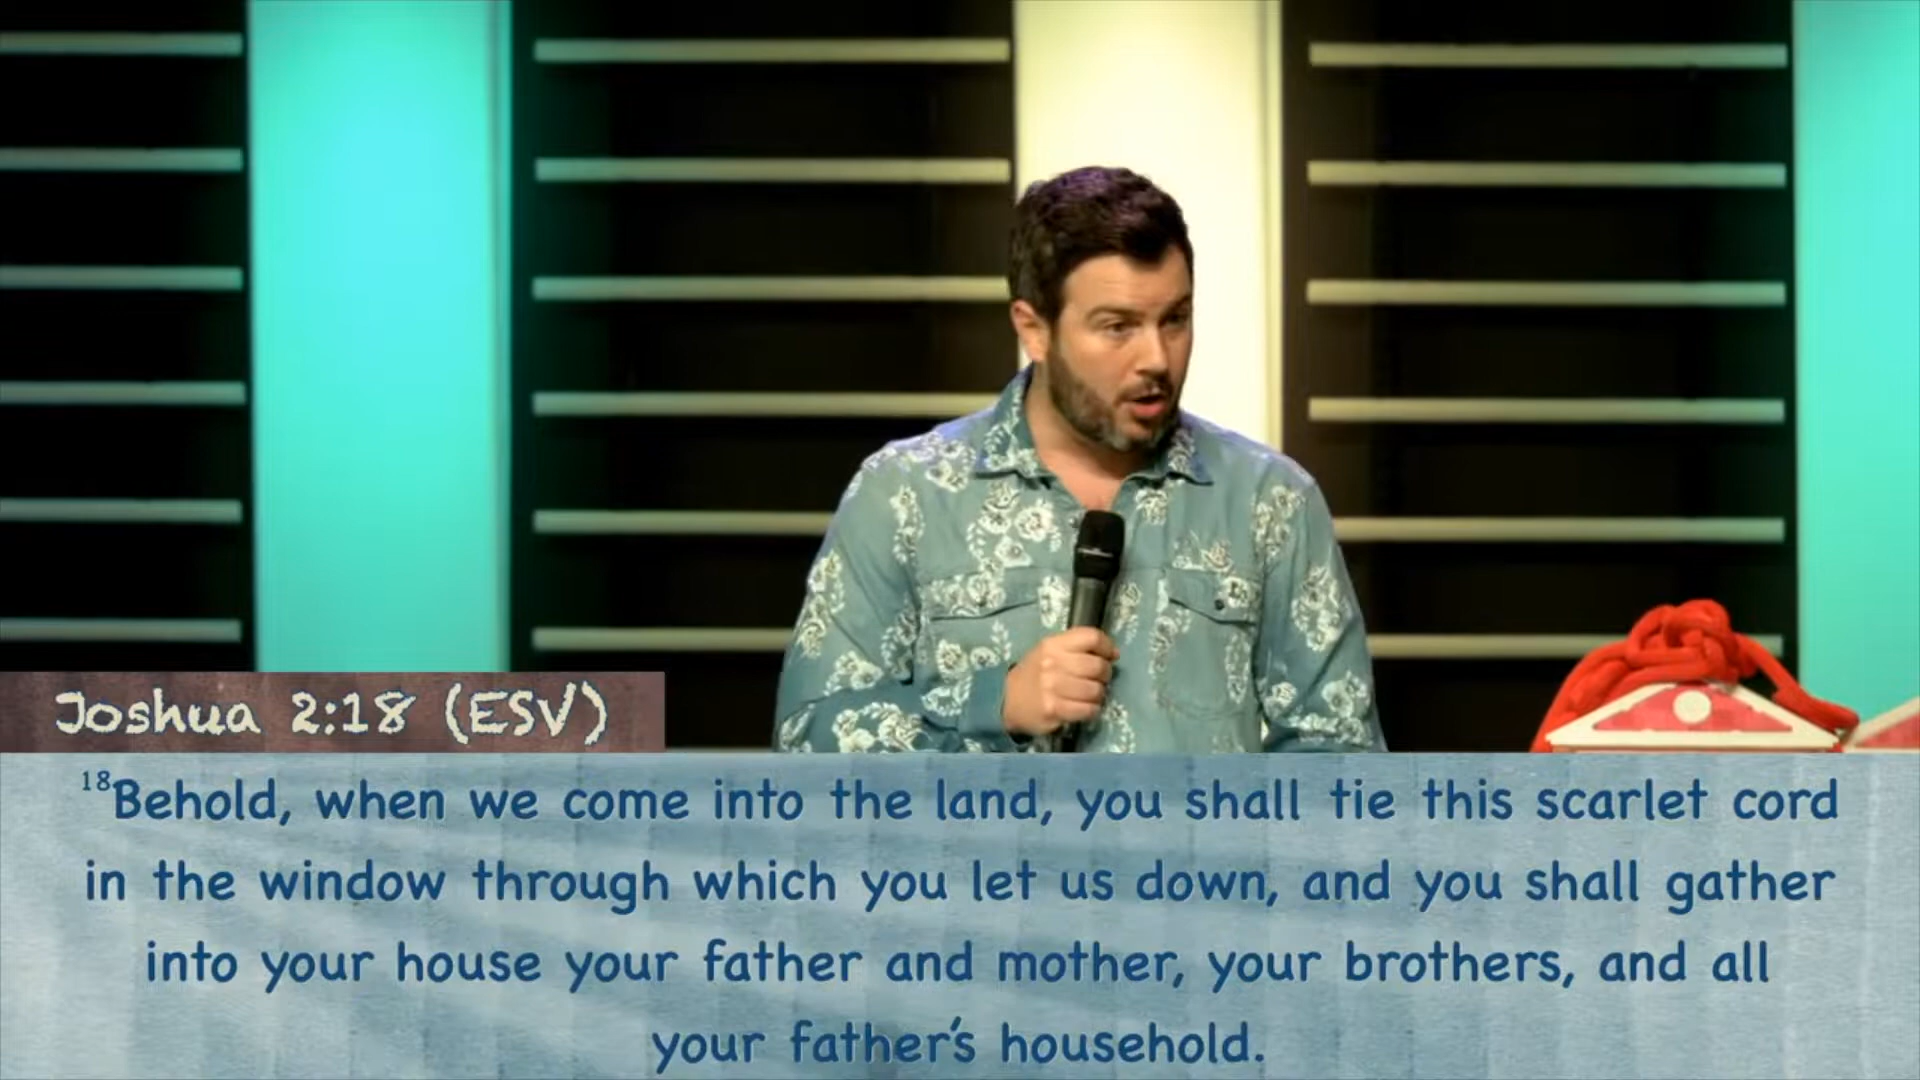 Joshua 2:18 (ESV)
18Behold, when we come into the land, you shall tie this scarlet cord
in the window through which you let us down, and you shall gather
into your house your father and mother, your brothers, and all
your father's household.